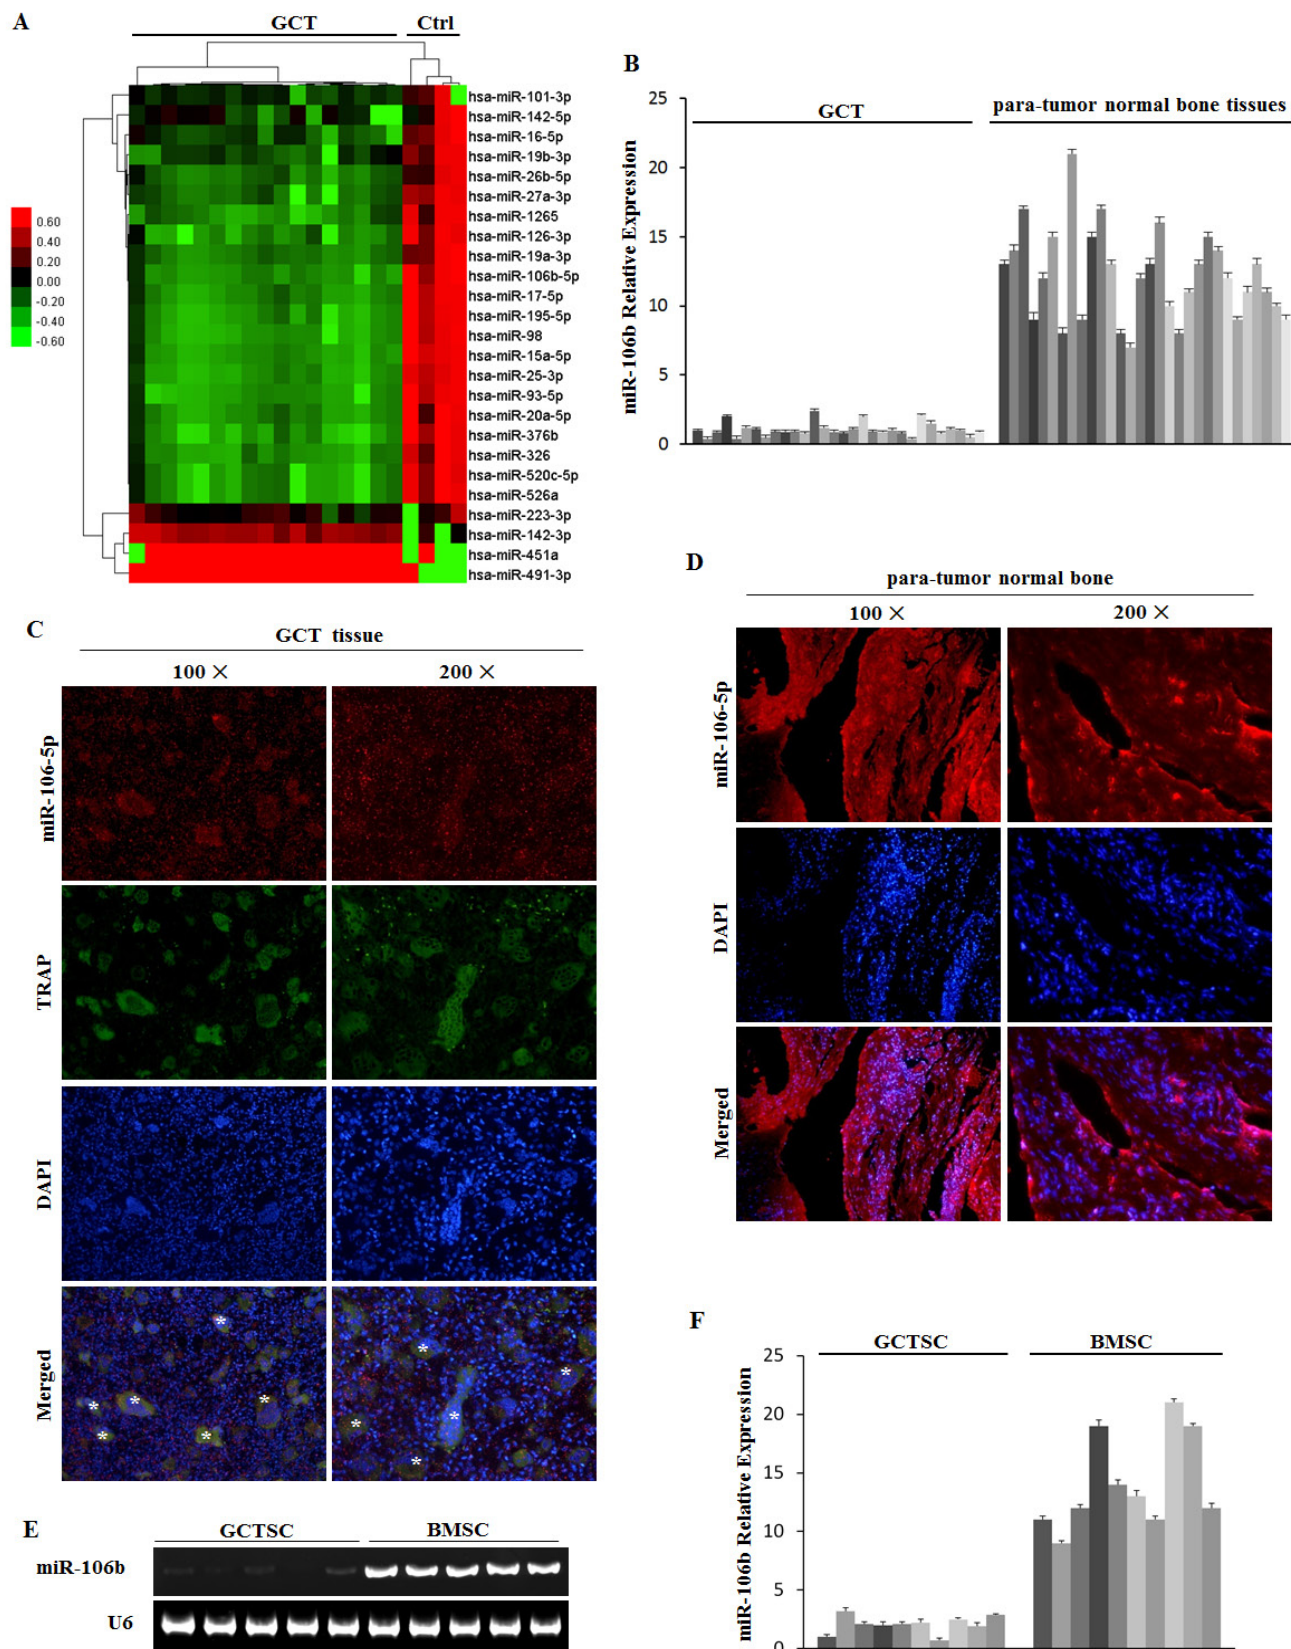 A
GCT Ctrl
hsa-miR-101-3p
hsa-miR-142-5p
hsa-miR-16-5p
hsa-miR-19b-3p
hsa-miR-26b-5p
hsa-miR-27a-3p
hsa-miR-1265
hsa-miR-126-3p
hsa-miR-19a-3p
hsa-miR-106b-5p
hsa-miR-17-5p
hsa-miR-195-5p
hsa-miR-98
hsa-miR-15a-5p
hsa-miR-25-3p
hsa-miR-93-5p
hsa-miR-20a-5p
hsa-miR-376b
hsa-miR-326
hsa-miR-520c-5p
hsa-miR-526a
hsa-miR-223-3p
hsa-miR-142-3p
hsa-miR-451a
hsa-miR-491-3p
0.60
0.40
0.20
0.00
-0.20
-0.40
-0.60
B
miR-106b Relative Expression
25
20
15
10
5
0
GCT
para-tumor normal bone tissues
C
GCT tissue
100 × 200 ×
miR-106-5p
TRAP
DAPI
Merged
* * * * * *
* * * * *
D
para-tumor normal bone
100 × 200 ×
miR-106-5p
DAPI
Merged
E
GCTSC BMSC
miR-106b
U6
F
GCTSC BMSC
miR-106b Relative Expression
25
20
15
10
5
0